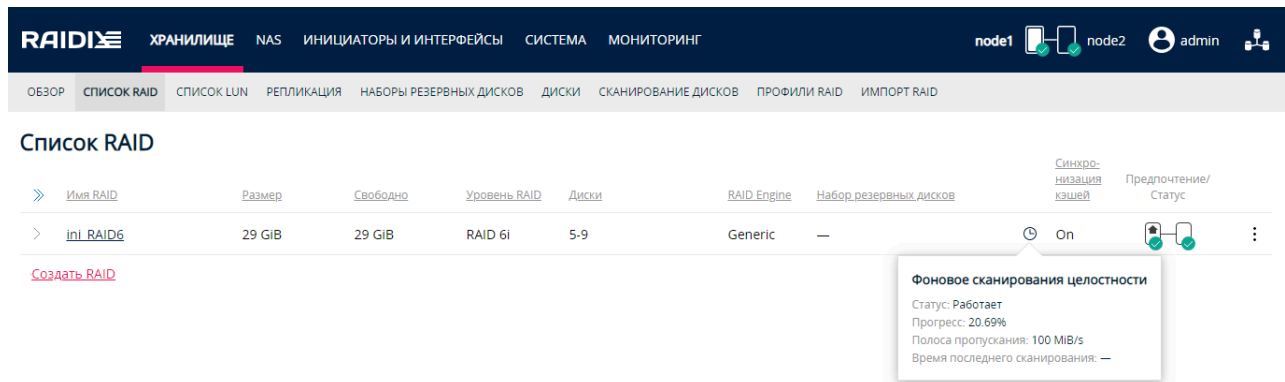 RAIDIX ХРАНИЛИЩЕ NAS ИНИЦИАТОРЫ И ИНТЕРФЕЙСЫ СИСТЕМА МОНИТОРИНГ node1 node2 admin
ОБЗОР СПИСОК RAID СПИСОК LUN РЕПЛИКАЦИЯ НАБОРЫ РЕЗЕРВНЫХ ДИСКОВ ДИСКИ СКАНИРОВАНИЕ ДИСКОВ ПРОФИЛИ RAID ИМПОРТ RAID
Список RAID
Имя RAID Размер Свободно Уровень RAID Диски RAID Engine Набор резервных дисков
Синхро-
низация
кэшей
Предпочтение/
Статус
ini_RAID6 29 GiB 29 GiB RAID 6i 5-9 Generic — On
Создать RAID
Фоновое сканирования целостности
Статус: Работает
Прогресс: 20.69%
Полоса пропускания: 100 MiB/s
Время последнего сканирования: —